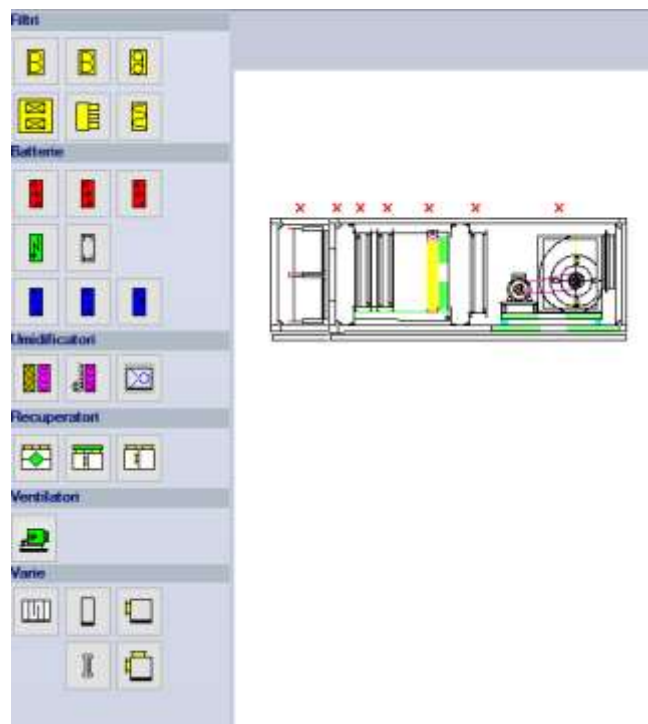 Filtri
Batterie
Umidificatori
Recuperatori
Ventilatori
Varie